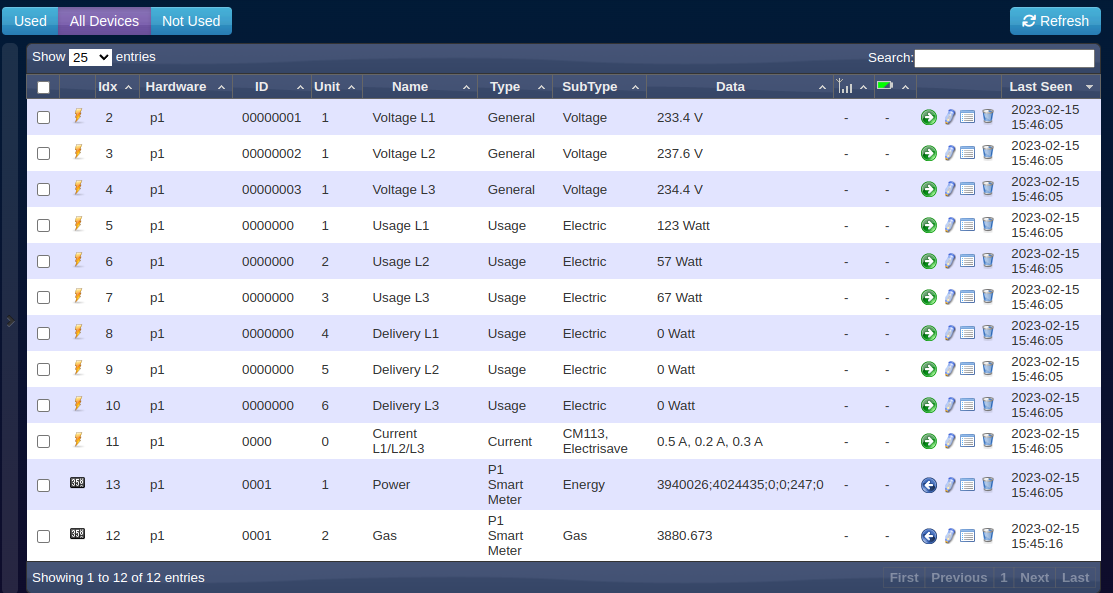 Used All Devices Not Used Refresh
Show 25 entries Search:
Idx Hardware ID Unit Name Type SubType Data Last Seen
2 p1 00000001 1 Voltage L1 General Voltage 233.4 V - - 2023-02-15 15:46:05
3 p1 00000002 1 Voltage L2 General Voltage 237.6 V - - 2023-02-15 15:46:05
4 p1 00000003 1 Voltage L3 General Voltage 234.4 V - - 2023-02-15 15:46:05
5 p1 0000000 1 Usage L1 Usage Electric 123 Watt - - 2023-02-15 15:46:05
6 p1 0000000 2 Usage L2 Usage Electric 57 Watt - - 2023-02-15 15:46:05
7 p1 0000000 3 Usage L3 Usage Electric 67 Watt - - 2023-02-15 15:46:05
8 p1 0000000 4 Delivery L1 Usage Electric 0 Watt - - 2023-02-15 15:46:05
9 p1 0000000 5 Delivery L2 Usage Electric 0 Watt - - 2023-02-15 15:46:05
10 p1 0000000 6 Delivery L3 Usage Electric 0 Watt - - 2023-02-15 15:46:05
11 p1 0000 0 Current L1/L2/L3 Current CM113, Electrisave 0.5 A, 0.2 A, 0.3 A - - 2023-02-15 15:46:05
13 p1 0001 1 Power P1 Smart Meter Energy 3940026;4024435;0;0;247;0 - - 2023-02-15 15:46:05
12 p1 0001 2 Gas P1 Smart Meter Gas 3880.673 - - 2023-02-15 15:45:16
Showing 1 to 12 of 12 entries First Previous 1 Next Last